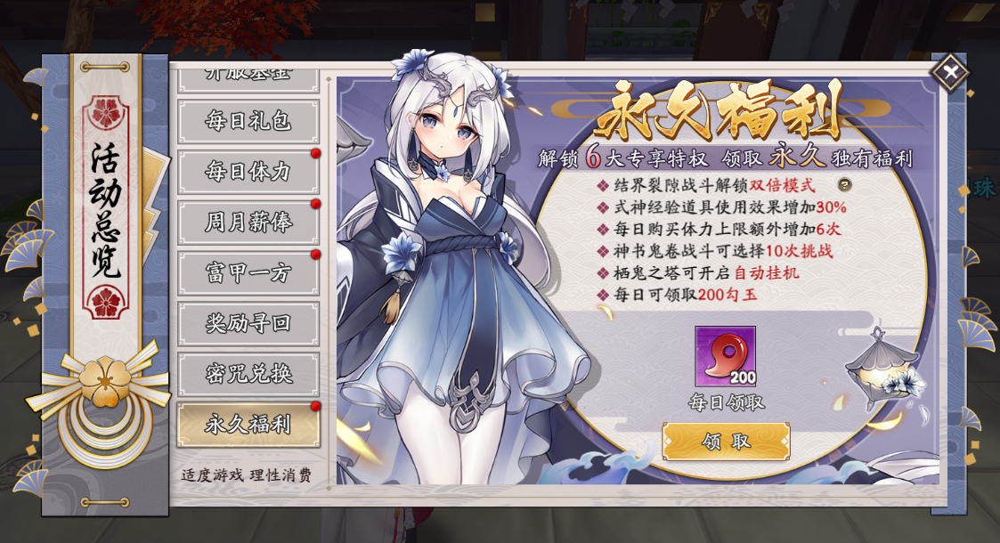 活动总览
开服基金
每日礼包
每日体力
周月薪俸
富甲一方
奖励寻回
密咒兑换
永久福利
适度游戏 理性消费
永久福利
解锁6大专享特权 领取永久独有福利
结界裂隙战斗解锁双倍模式 ?
式神经验道具使用效果增加30%
每日购买体力上限额外增加6次
神书鬼卷战斗可选择10次挑战
栖鬼之塔可开启自动挂机
每日可领取200勾玉
200
每日领取
领取
珠